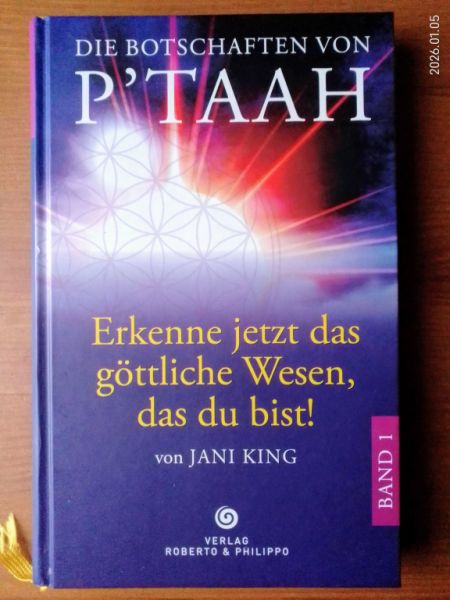 2026.01.05
DIE BOTSCHAFTEN VON
P'TAAH
Erkenne jetzt das
göttliche Wesen,
das du bist!
von JANI KING
BAND 1
VERLAG
ROBERTO & PHILIPPO